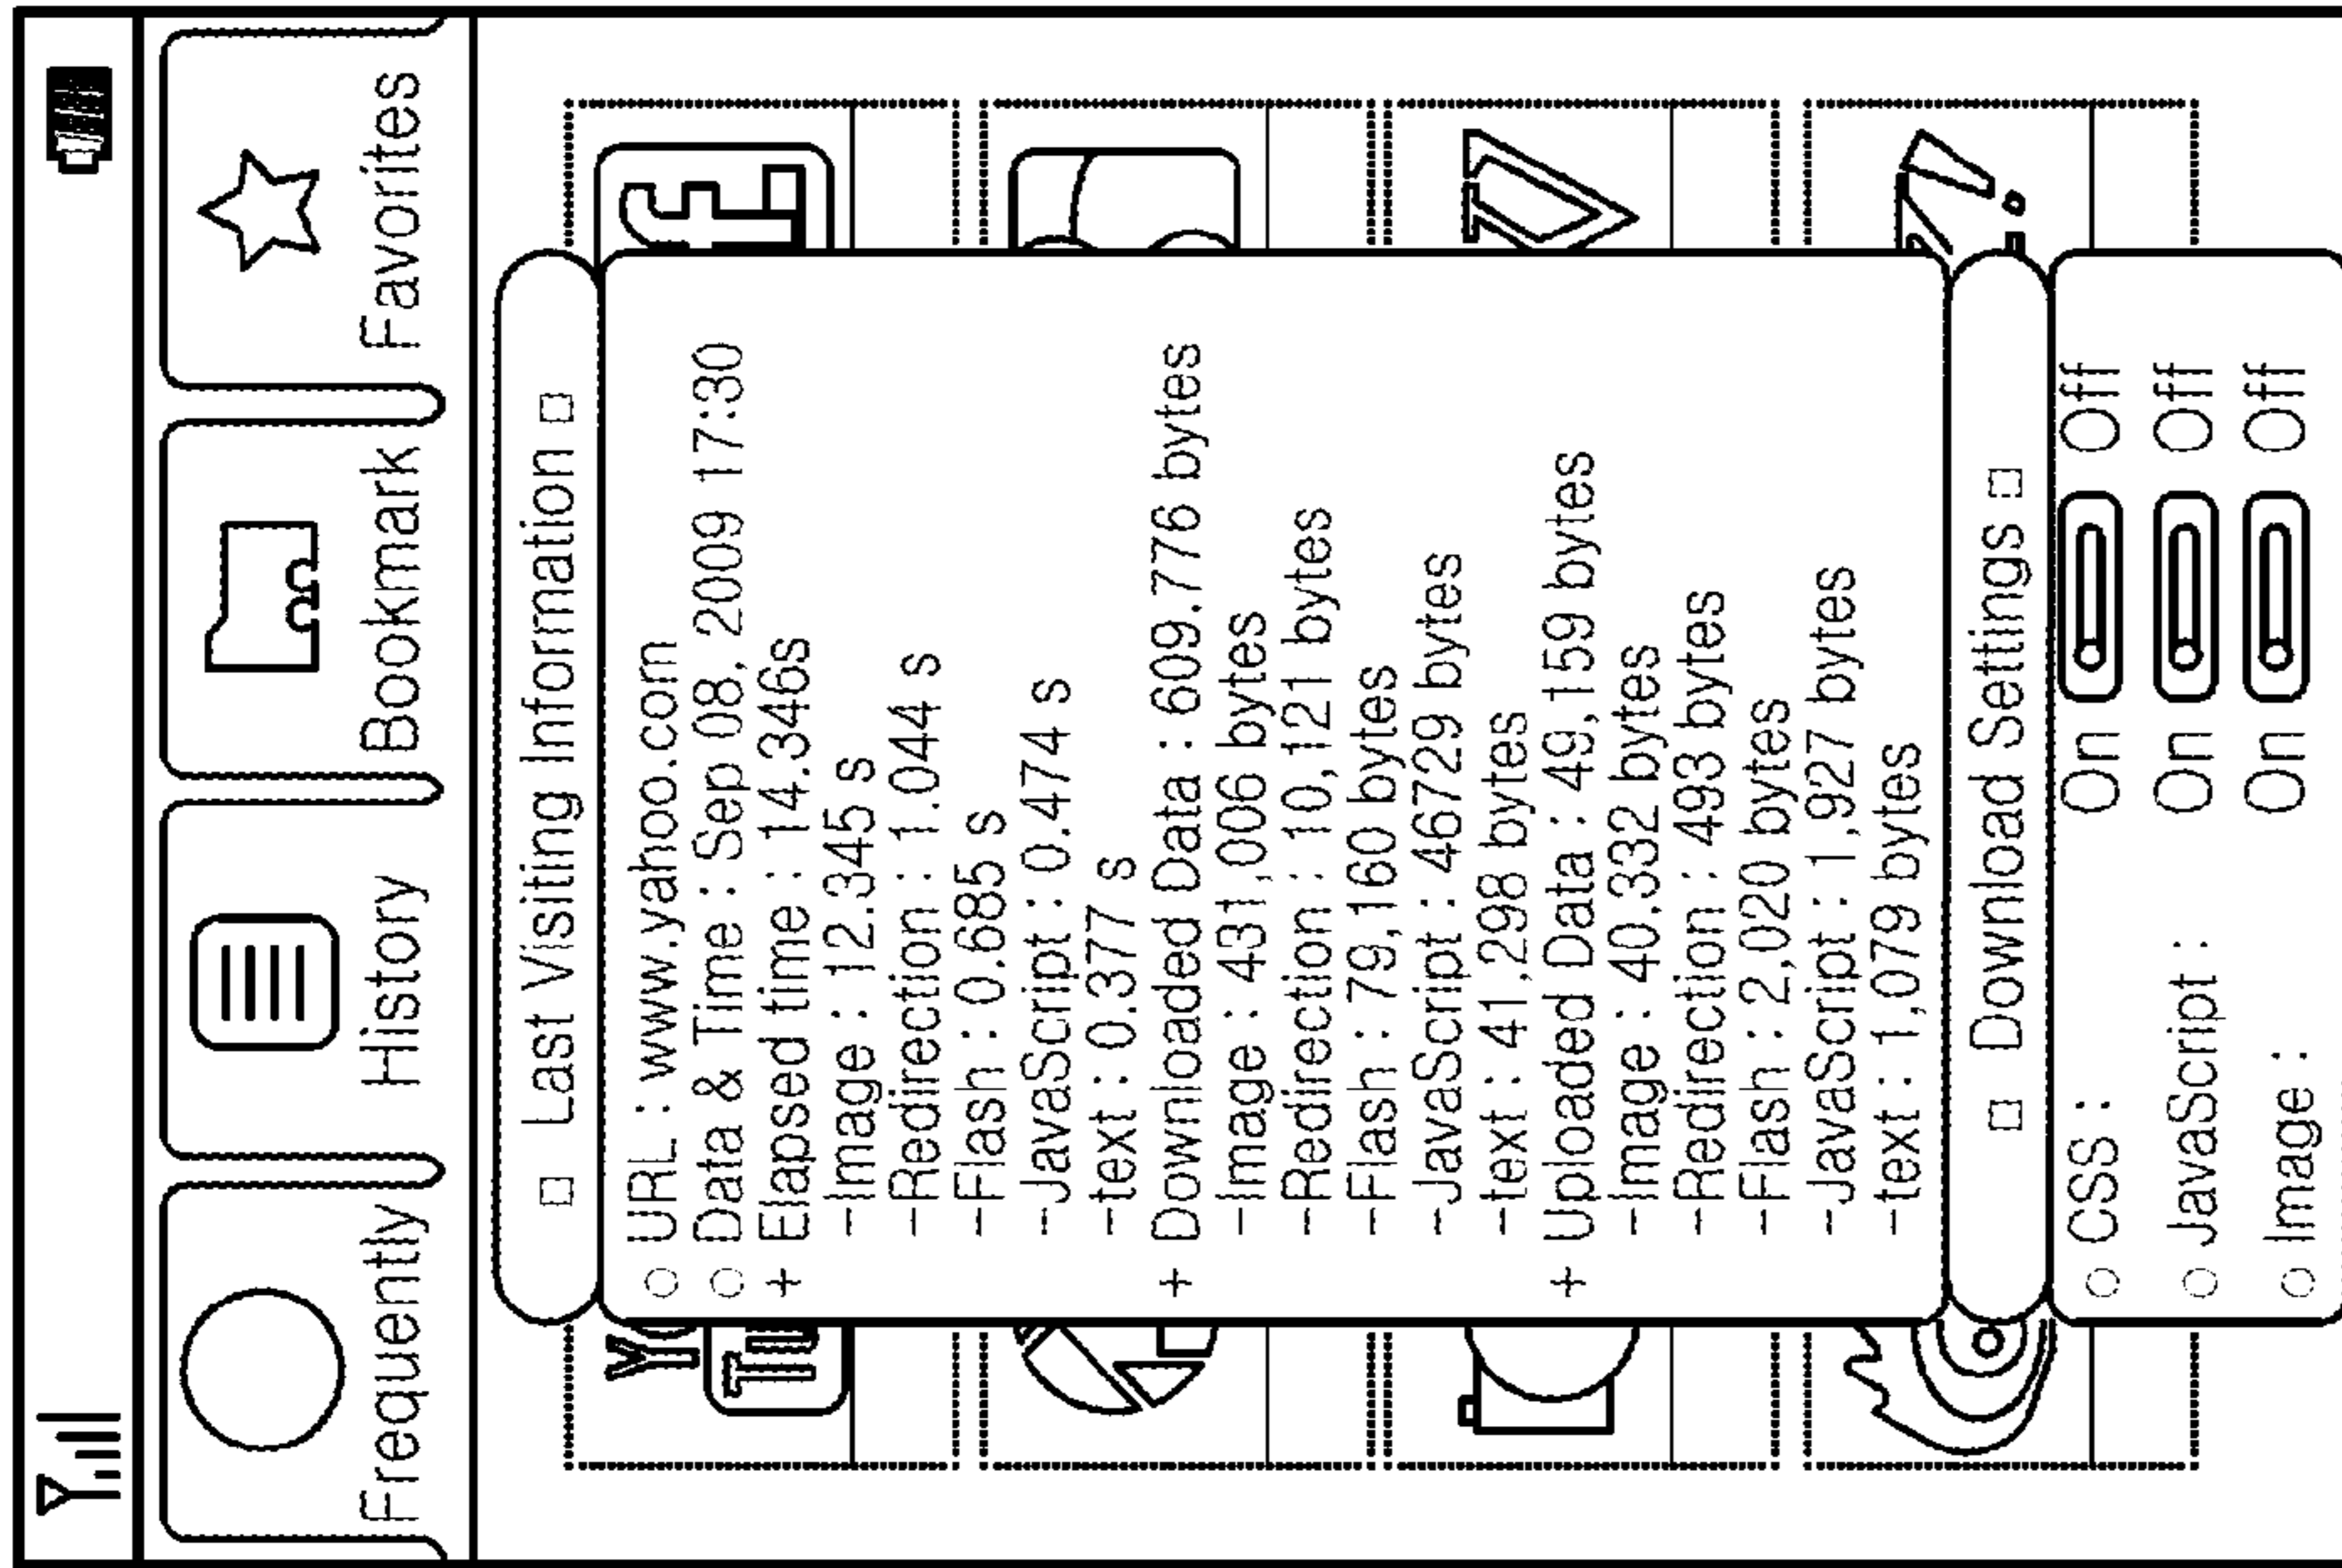 Frequently History Bookmark Favorites
□ Last Visiting Information □
○ URL : www.yahoo.com
○ Data & Time : Sep 08, 2009 17:30
+ Elapsed time : 14.346s
-Image : 12.345 s
-Redirection : 1.044 s
-Flash : 0.685 s
-JavaScript : 0.474 s
-text : 0.377 s
+ Downloaded Data : 609.776 bytes
-Image : 431,006 bytes
-Redirection : 10,121 bytes
-Flash : 79,160 bytes
-JavaScript : 46729 bytes
-text : 41,298 bytes
+ Uploaded Data : 49,159 bytes
-Image : 40.332 bytes
-Redirection : 493 bytes
-Flash : 2,020 bytes
-JavaScript : 1,927 bytes
-text : 1,079 bytes
□ Download Settings □
○ CSS : On Off
○ JavaScript : On Off
○ Image : On Off